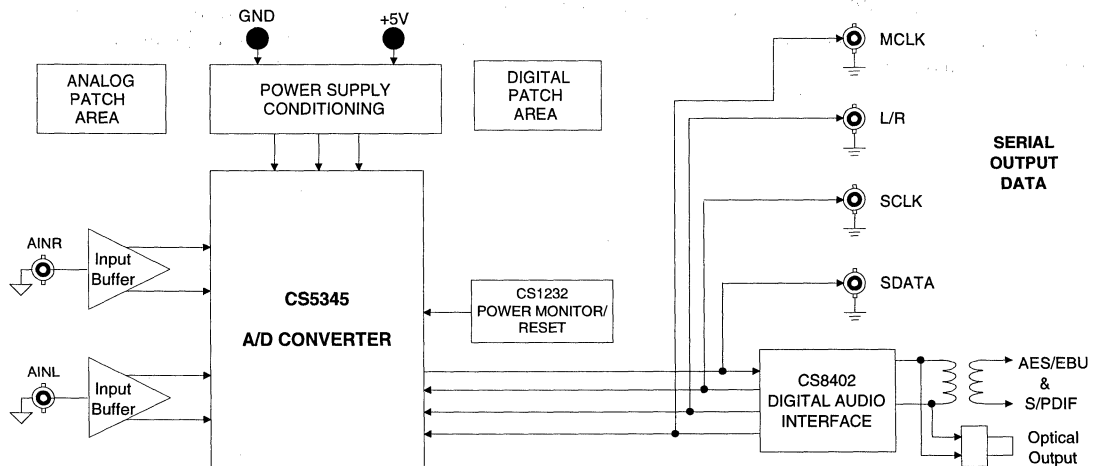 GND
+5V
MCLK
ANALOG
PATCH
AREA
POWER SUPPLY
CONDITIONING
DIGITAL
PATCH
AREA
L/R
SERIAL
OUTPUT
DATA
SCLK
AINR
Input
Buffer
CS5345
A/D CONVERTER
CS1232
POWER MONITOR/
RESET
SDATA
AINL
Input
Buffer
CS8402
DIGITAL AUDIO
INTERFACE
AES/EBU
&
S/PDIF
Optical
Output